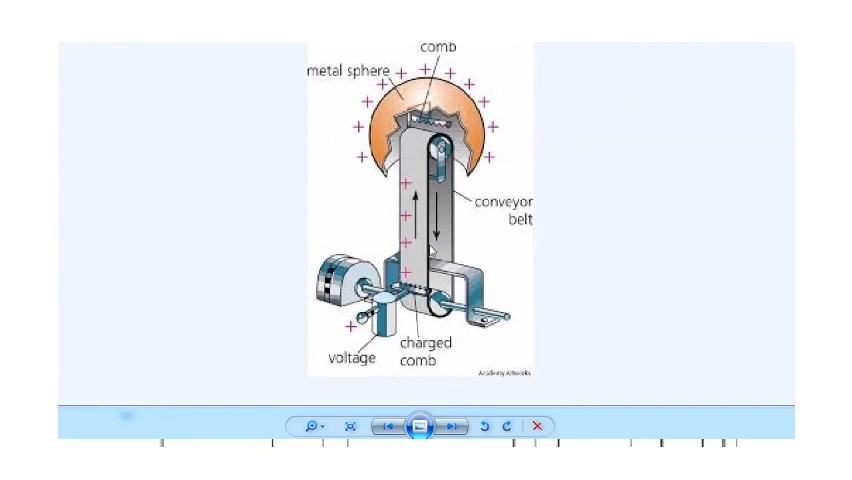 comb
metal sphere
conveyor
belt
charged
comb
voltage
Academy Artworks